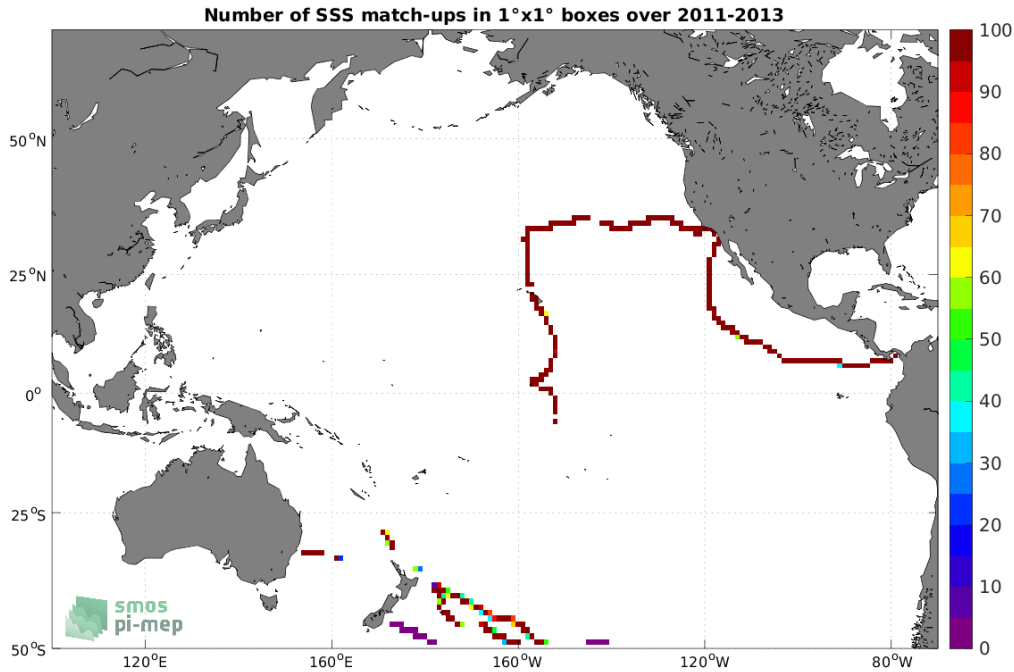 Number of SSS match-ups in 1°x1° boxes over 2011-2013
50°N
25°N
0°
25°S
50°S
120°E
160°E
160°W
120°W
80°W
100
90
80
70
60
50
40
30
20
10
0
smos
pi-mep